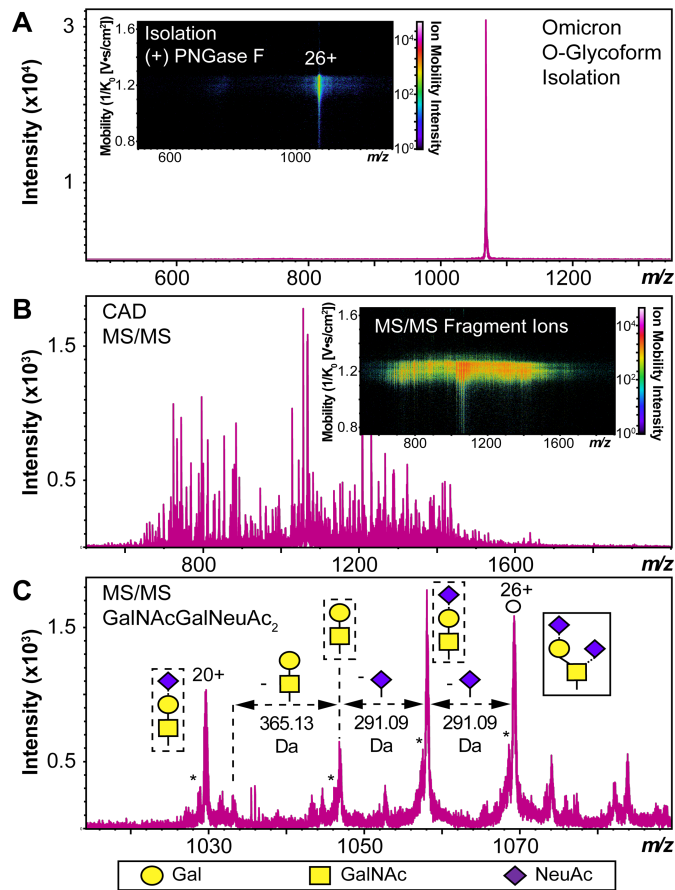 A
Omicron
O-Glycoform
Isolation
Isolation
(+) PNGase F
26+
Mobility (1/K0 [V•s/cm²])
1.6
1.2
0.8
600
1000
m/z
10⁴
10²
10⁰
Ion Mobility Intensity
Intensity (x10⁴)
3
1
600
800
1000
1200
m/z
B
CAD
MS/MS
MS/MS Fragment Ions
Mobility (1/K0 [V•s/cm²])
1.6
1.2
0.8
800
1200
1600
m/z
10⁴
10²
10⁰
Ion Mobility Intensity
Intensity (x10³)
1.5
0.5
800
1200
1600
m/z
C
MS/MS
GalNAcGalNeuAc₂
26+
20+
-
-
-
365.13
Da
291.09
Da
291.09
Da
*
*
*
*
Intensity (x10³)
1.5
0.5
1030
1050
1070
m/z
Gal
GalNAc
NeuAc